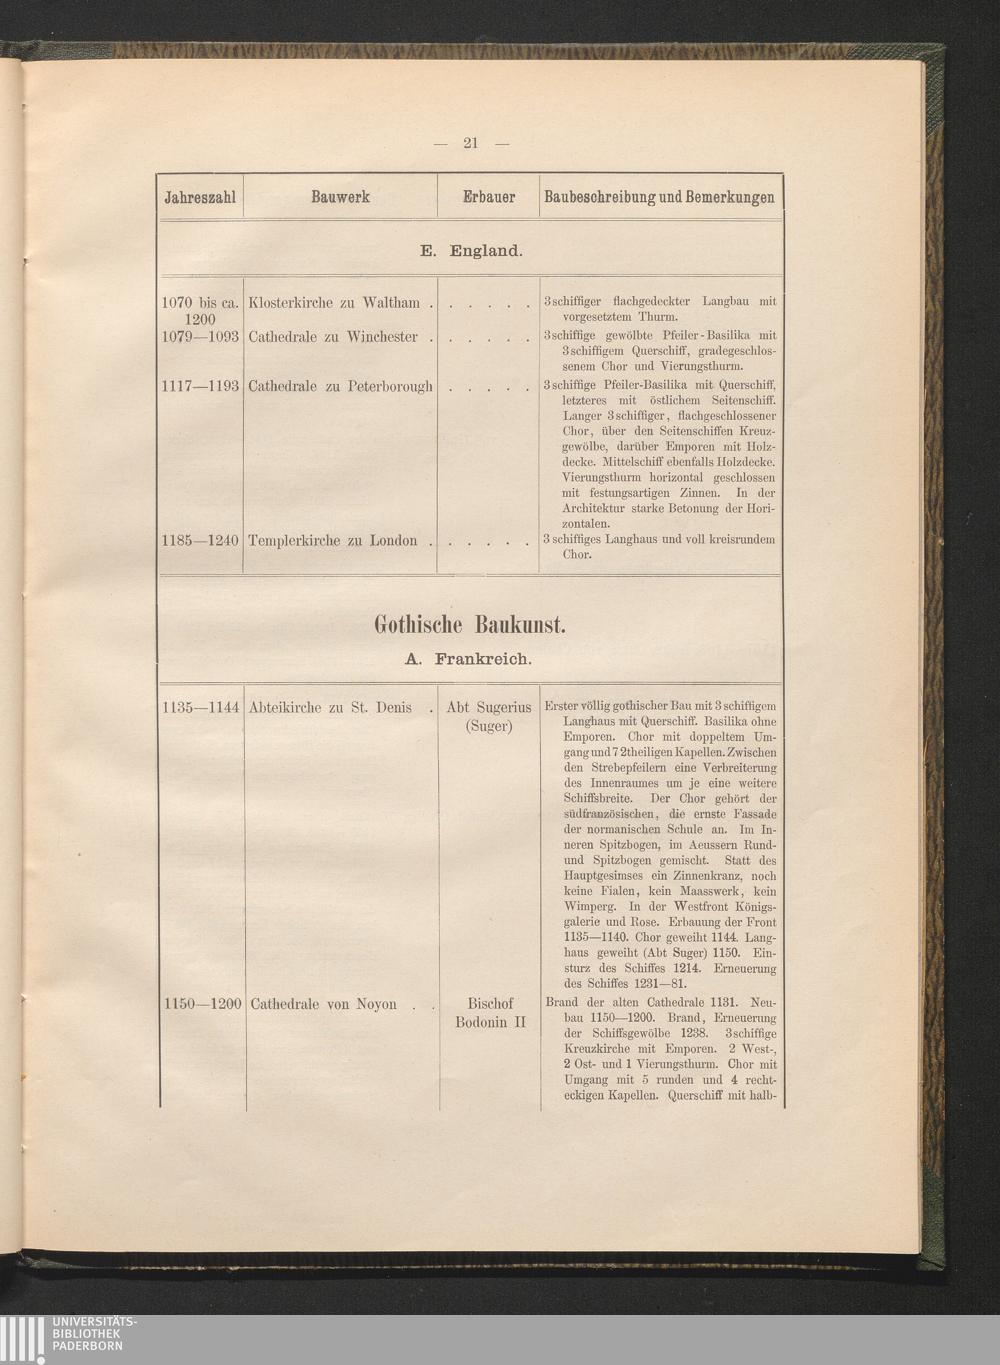 — 21 —
Jahreszahl Bauwerk Erbauer Baubeschreibung und Bemerkungen
E. England.
1070 bis ca. Klosterkirche zu Waltham . . . . . . 3schiffiger flachgedeckter Langbau mit
1200 vorgesetztem Thurm.
1079—1093 Cathedrale zu Winchester . . . . . . 3schiffige gewölbte Pfeiler-Basilika mit
3schiffigem Querschiff, gradegeschlos-
senem Chor und Vierungsthurm.
1117—1193 Cathedrale zu Peterborough . . . . . 3schiffige Pfeiler-Basilika mit Querschiff,
letzteres mit östlichem Seitenschiff.
Langer 3schiffiger, flachgeschlossener
Chor, über den Seitenschiffen Kreuz-
gewölbe, darüber Emporen mit Holz-
decke. Mittelschiff ebenfalls Holzdecke.
Vierungsthurm horizontal geschlossen
mit festungsartigen Zinnen. In der
Architektur starke Betonung der Hori-
zontalen.
1185—1240 Templerkirche zu London . . . . . . 3schiffiges Langhaus und voll kreisrundem
Chor.
Gothische Baukunst.
A. Frankreich.
1135—1144 Abteikirche zu St. Denis . Abt Sugerius Erster völlig gothischer Bau mit 3schiffigem
(Suger) Langhaus mit Querschiff. Basilika ohne
Emporen. Chor mit doppeltem Um-
gang und 7 2theiligen Kapellen. Zwischen
den Strebepfeilern eine Verbreiterung
des Innenraumes um je eine weitere
Schiffsbreite. Der Chor gehört der
südfranzösischen, die ernste Fassade
der normanischen Schule an. Im In-
neren Spitzbogen, im Aeussern Rund-
und Spitzbogen gemischt. Statt des
Hauptgesimses ein Zinnenkranz, noch
keine Fialen, kein Maasswerk, kein
Wimperg. In der Westfront Königs-
galerie und Rose. Erbauung der Front
1135—1140. Chor geweiht 1144. Lang-
haus geweiht (Abt Suger) 1150. Ein-
sturz des Schiffes 1214. Erneuerung
des Schiffes 1231—81.
1150—1200 Cathedrale von Noyon . . Bischof Brand der alten Cathedrale 1131. Neu-
Bodonin II bau 1150—1200. Brand, Erneuerung
der Schiffsgewölbe 1238. 3schiffige
Kreuzkirche mit Emporen. 2 West-,
2 Ost- und 1 Vierungsthurm. Chor mit
Umgang mit 5 runden und 4 recht-
eckigen Kapellen. Querschiff mit halb-
UNIVERSITÄTS-
BIBLIOTHEK
PADERBORN